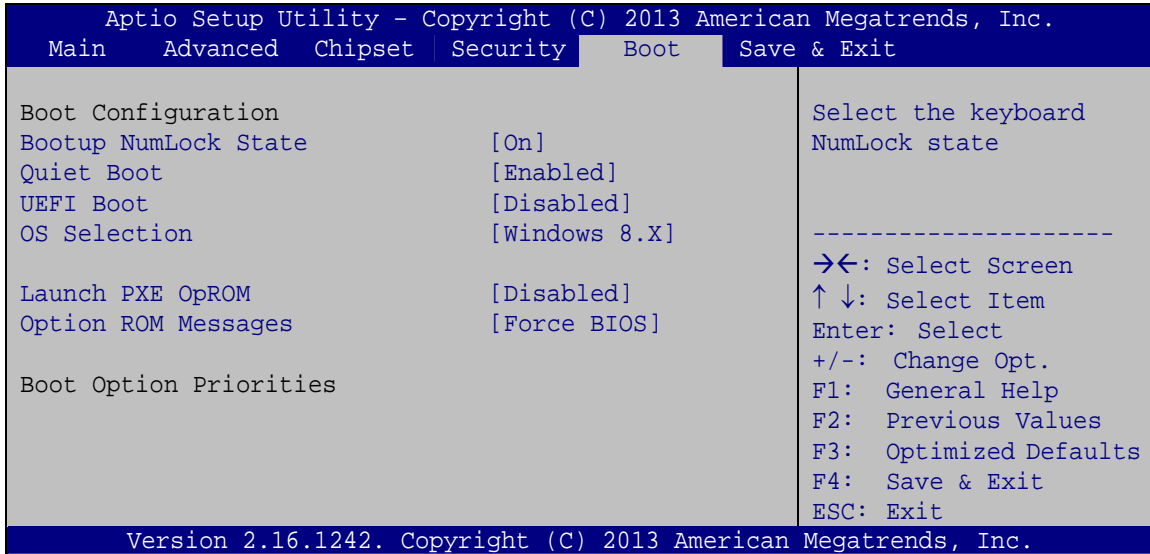 Aptio Setup Utility – Copyright (C) 2013 American Megatrends, Inc.
Main Advanced Chipset Security Boot Save & Exit
Boot Configuration
Bootup NumLock State [On]
Quiet Boot [Enabled]
UEFI Boot [Disabled]
OS Selection [Windows 8.X]
Launch PXE OpROM [Disabled]
Option ROM Messages [Force BIOS]
Boot Option Priorities
Select the keyboard
NumLock state
---------------------
→←: Select Screen
↑ ↓: Select Item
Enter: Select
+/-: Change Opt.
F1: General Help
F2: Previous Values
F3: Optimized Defaults
F4: Save & Exit
ESC: Exit
Version 2.16.1242. Copyright (C) 2013 American Megatrends, Inc.